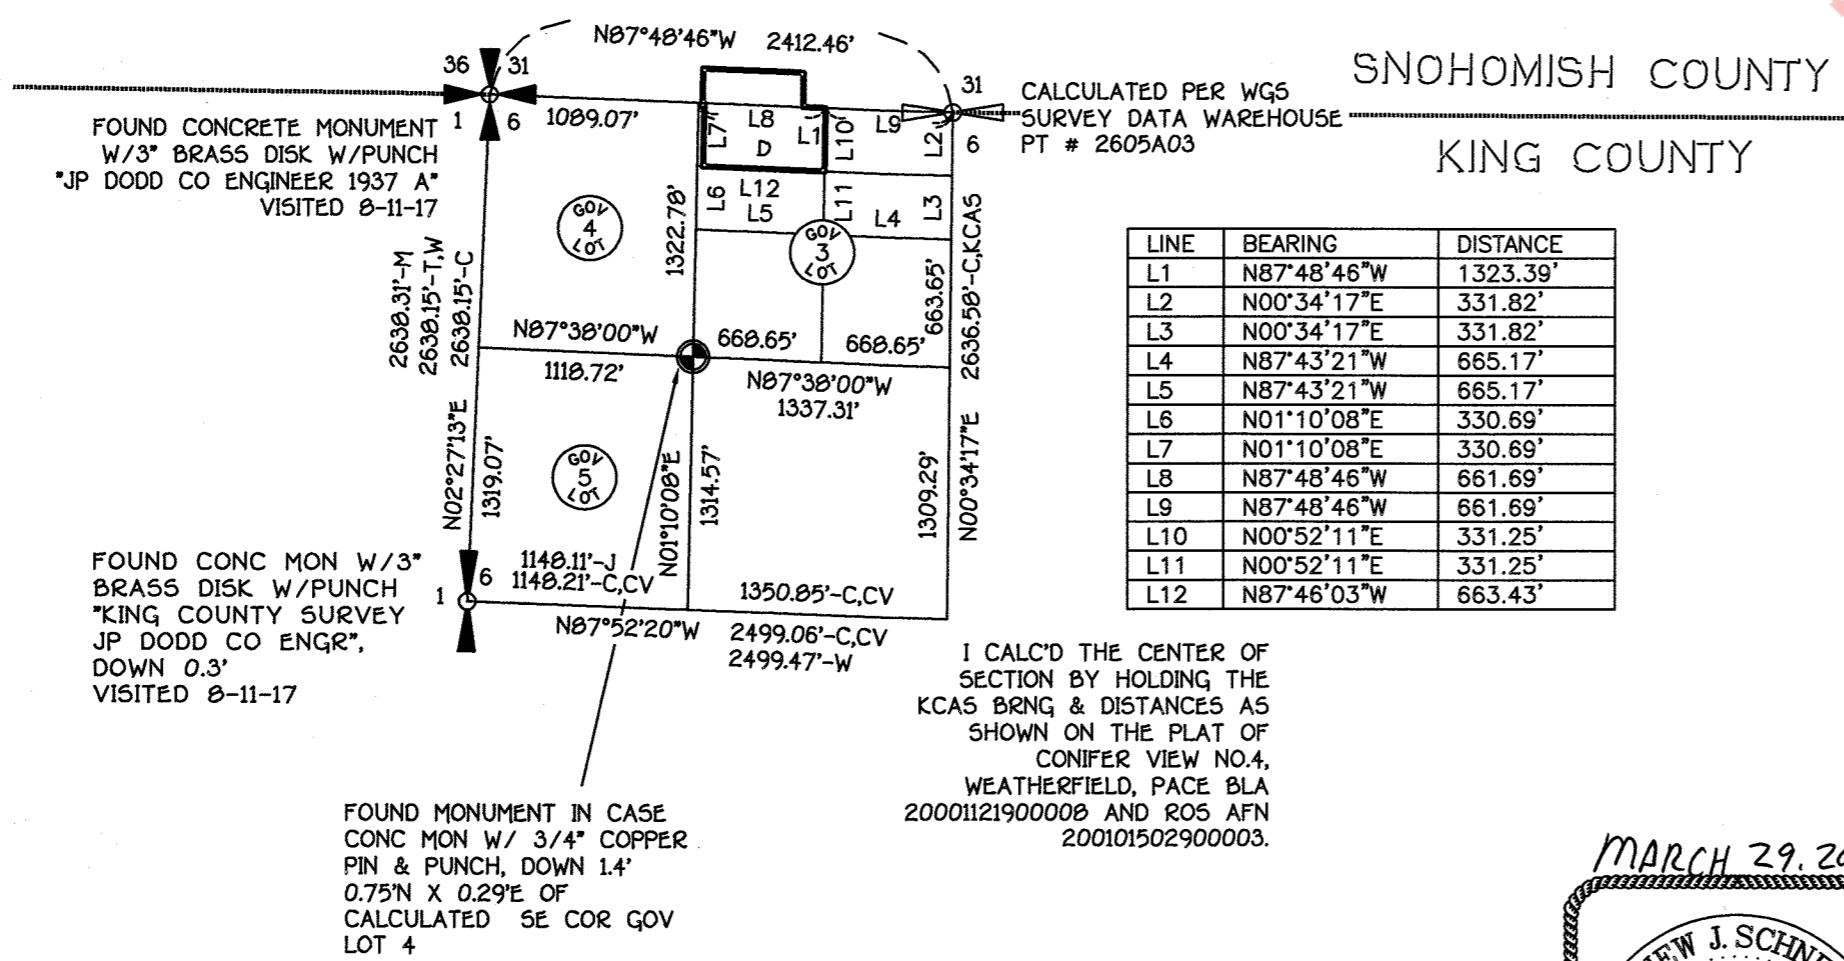 N87°48'46"W 2412.46'
36 31
1 6
1089.07'
FOUND CONCRETE MONUMENT
W/3" BRASS DISK W/PUNCH
"JP DODD CO ENGINEER 1937 A"
VISITED 8-11-17
31
6
CALCULATED PER WGS
SURVEY DATA WAREHOUSE
PT # 2605A03
SNOHOMISH COUNTY
KING COUNTY
L7 L8 L1 L10 L9 L2
D
L6 L12 L11 L3
L5 L4
GOV
4
LOT
GOV
3
LOT
1322.78'
663.65'
2636.58'-C,KCAS
N00°34'17"E
2638.31'-M
2638.15'-T,W
2638.15'-C
N02°27'13"E
1319.07'
N87°38'00"W
1118.72'
668.65' 668.65'
N87°38'00"W
1337.31'
GOV
5
LOT
N01°10'08"E
1314.57'
1309.29'
1148.11'-J
1148.21'-C,CV
1350.85'-C,CV
N87°52'20"W
2499.06'-C,CV
2499.47'-W
6
1
FOUND CONC MON W/3"
BRASS DISK W/PUNCH
"KING COUNTY SURVEY
JP DODD CO ENGR",
DOWN 0.3'
VISITED 8-11-17
LINE BEARING DISTANCE
L1 N87°48'46"W 1323.39'
L2 N00°34'17"E 331.82'
L3 N00°34'17"E 331.82'
L4 N87°43'21"W 665.17'
L5 N87°43'21"W 665.17'
L6 N01°10'08"E 330.69'
L7 N01°10'08"E 330.69'
L8 N87°48'46"W 661.69'
L9 N87°48'46"W 661.69'
L10 N00°52'11"E 331.25'
L11 N00°52'11"E 331.25'
L12 N87°46'03"W 663.43'
I CALC'D THE CENTER OF
SECTION BY HOLDING THE
KCAS BRNG & DISTANCES AS
SHOWN ON THE PLAT OF
CONIFER VIEW NO.4,
WEATHERFIELD, PACE BLA
20001121900008 AND ROS AFN
200101502900003.
FOUND MONUMENT IN CASE
CONC MON W/ 3/4" COPPER
PIN & PUNCH, DOWN 1.4'
0.75'N X 0.29'E OF
CALCULATED SE COR GOV
LOT 4
MARCH 29, 20
EW J. SCHN